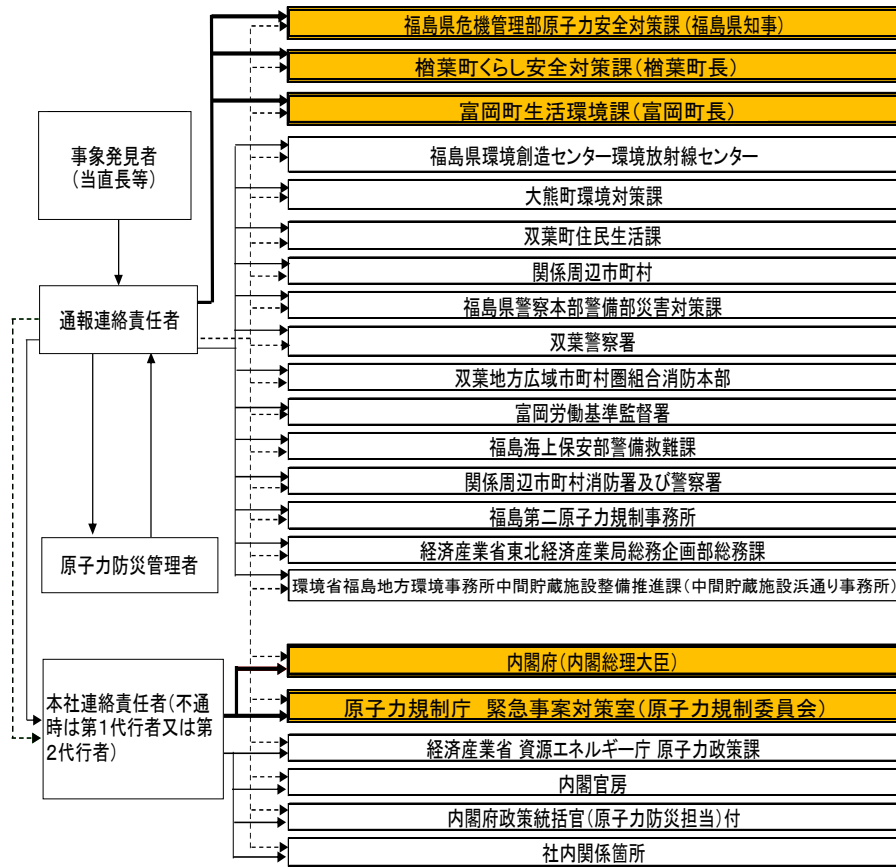 福島県危機管理部原子力安全対策課(福島県知事)
楢葉町くらし安全対策課(楢葉町長)
富岡町生活環境課(富岡町長)
事象発見者
(当直長等)
福島県環境創造センター環境放射線センター
大熊町環境対策課
双葉町住民生活課
関係周辺市町村
通報連絡責任者
福島県警察本部警備部災害対策課
双葉警察署
双葉地方広域市町村圏組合消防本部
富岡労働基準監督署
福島海上保安部警備救難課
関係周辺市町村消防署及び警察署
福島第二原子力規制事務所
原子力防災管理者
経済産業省東北経済産業局総務企画部総務課
環境省福島地方環境事務所中間貯蔵施設整備推進課(中間貯蔵施設浜通り事務所)
内閣府(内閣総理大臣)
本社連絡責任者(不通
時は第1代行者又は第
2代行者)
原子力規制庁 緊急事案対策室(原子力規制委員会)
経済産業省 資源エネルギー庁 原子力政策課
内閣官房
内閣府政策統括官(原子力防災担当)付
社内関係箇所